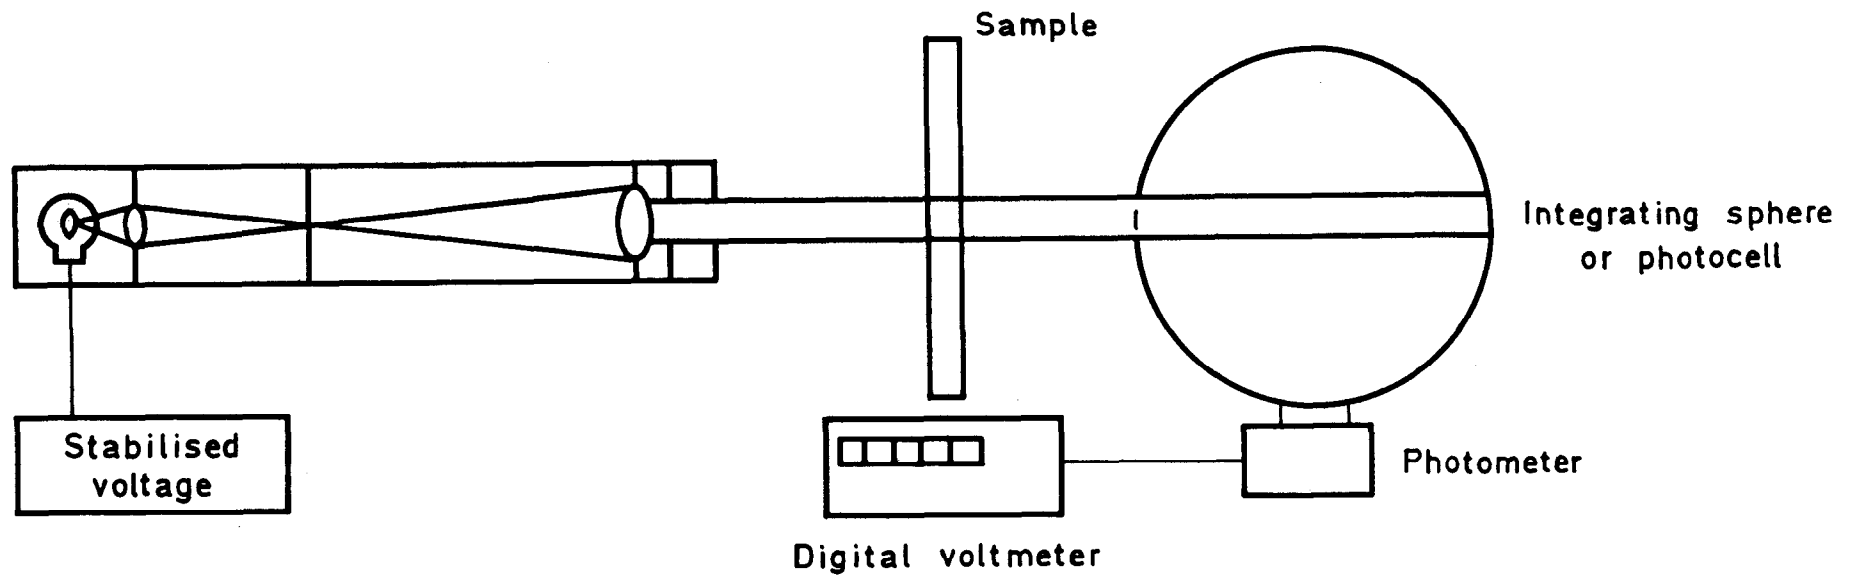 Sample
Integrating sphere
or photocell
Stabilised
voltage
Photometer
Digital voltmeter